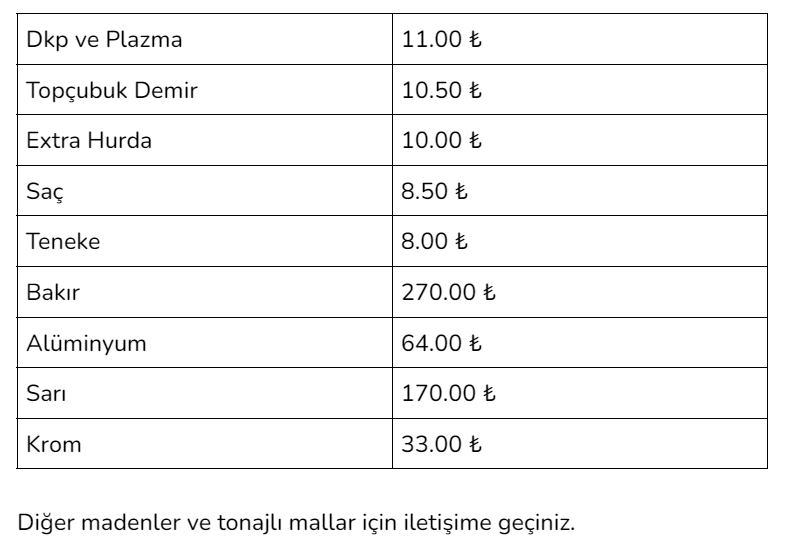 Dkp ve Plazma 11.00 ₺
Topçubuk Demir 10.50 ₺
Extra Hurda 10.00 ₺
Saç 8.50 ₺
Teneke 8.00 ₺
Bakır 270.00 ₺
Alüminyum 64.00 ₺
Sarı 170.00 ₺
Krom 33.00 ₺
Diğer madenler ve tonajlı mallar için iletişime geçiniz.